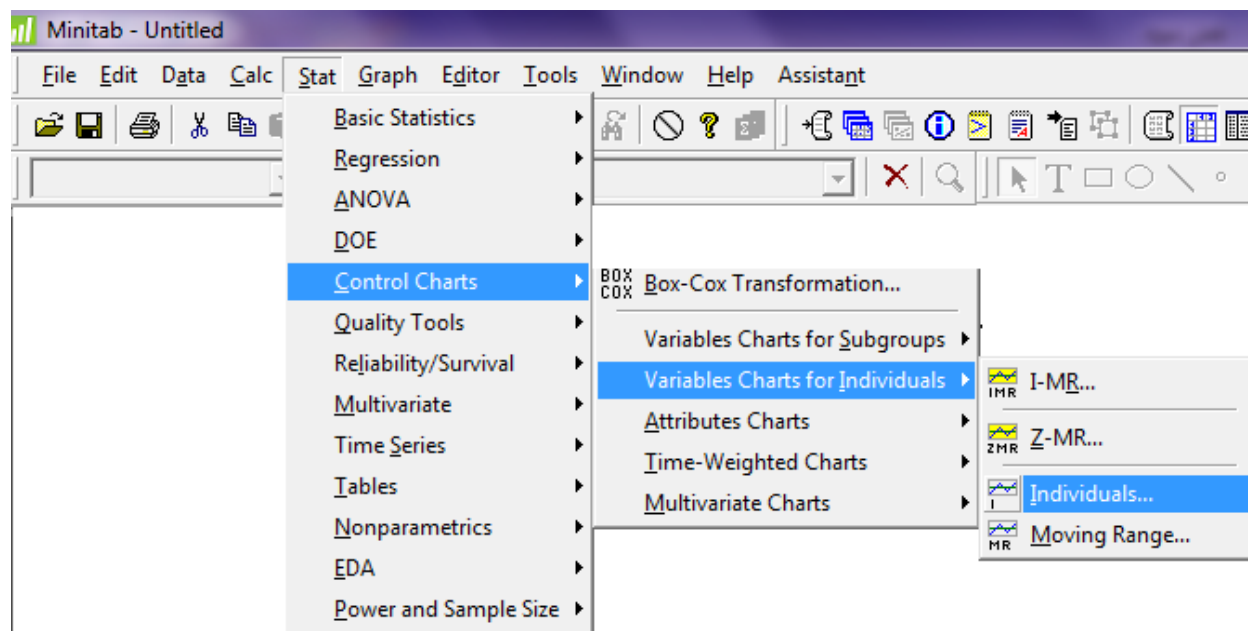 Minitab - Untitled
File Edit Data Calc Stat Graph Editor Tools Window Help Assistant
Basic Statistics
Regression
ANOVA
DOE
Control Charts
Quality Tools
Reliability/Survival
Multivariate
Time Series
Tables
Nonparametrics
EDA
Power and Sample Size
BOX COX Box-Cox Transformation...
Variables Charts for Subgroups
Variables Charts for Individuals
Attributes Charts
Time-Weighted Charts
Multivariate Charts
IMR I-MR...
ZMR Z-MR...
I Individuals...
MR Moving Range...